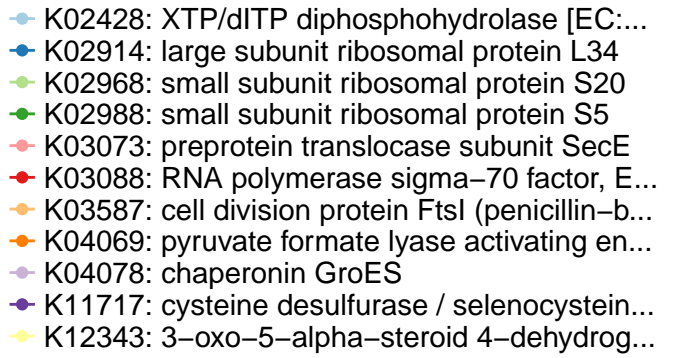 K02428: XTP/dITP diphosphohydrolase [EC:...
K02914: large subunit ribosomal protein L34
K02968: small subunit ribosomal protein S20
K02988: small subunit ribosomal protein S5
K03073: preprotein translocase subunit SecE
K03088: RNA polymerase sigma−70 factor, E...
K03587: cell division protein FtsI (penicillin−b...
K04069: pyruvate formate lyase activating en...
K04078: chaperonin GroES
K11717: cysteine desulfurase / selenocystein...
K12343: 3−oxo−5−alpha−steroid 4−dehydrog...